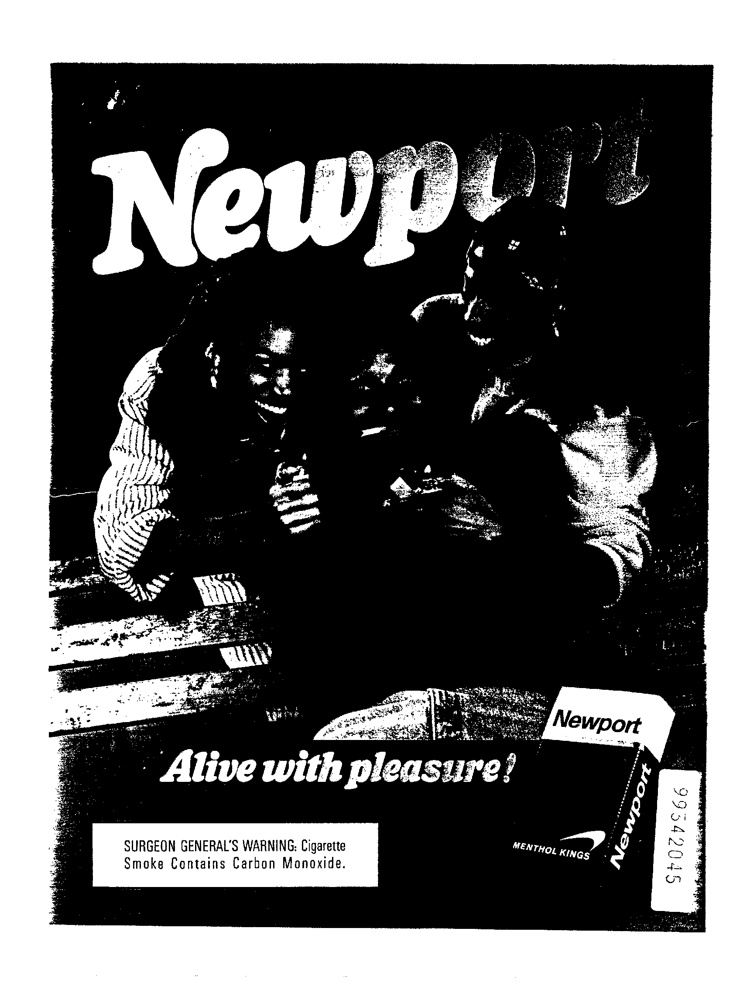 Newport
Newport
Alive with pleasure!
Newport
MENTHOL KINGS
SURGEON GENERAL'S WARNING: Cigarette
Smoke Contains Carbon Monoxide.
99542045